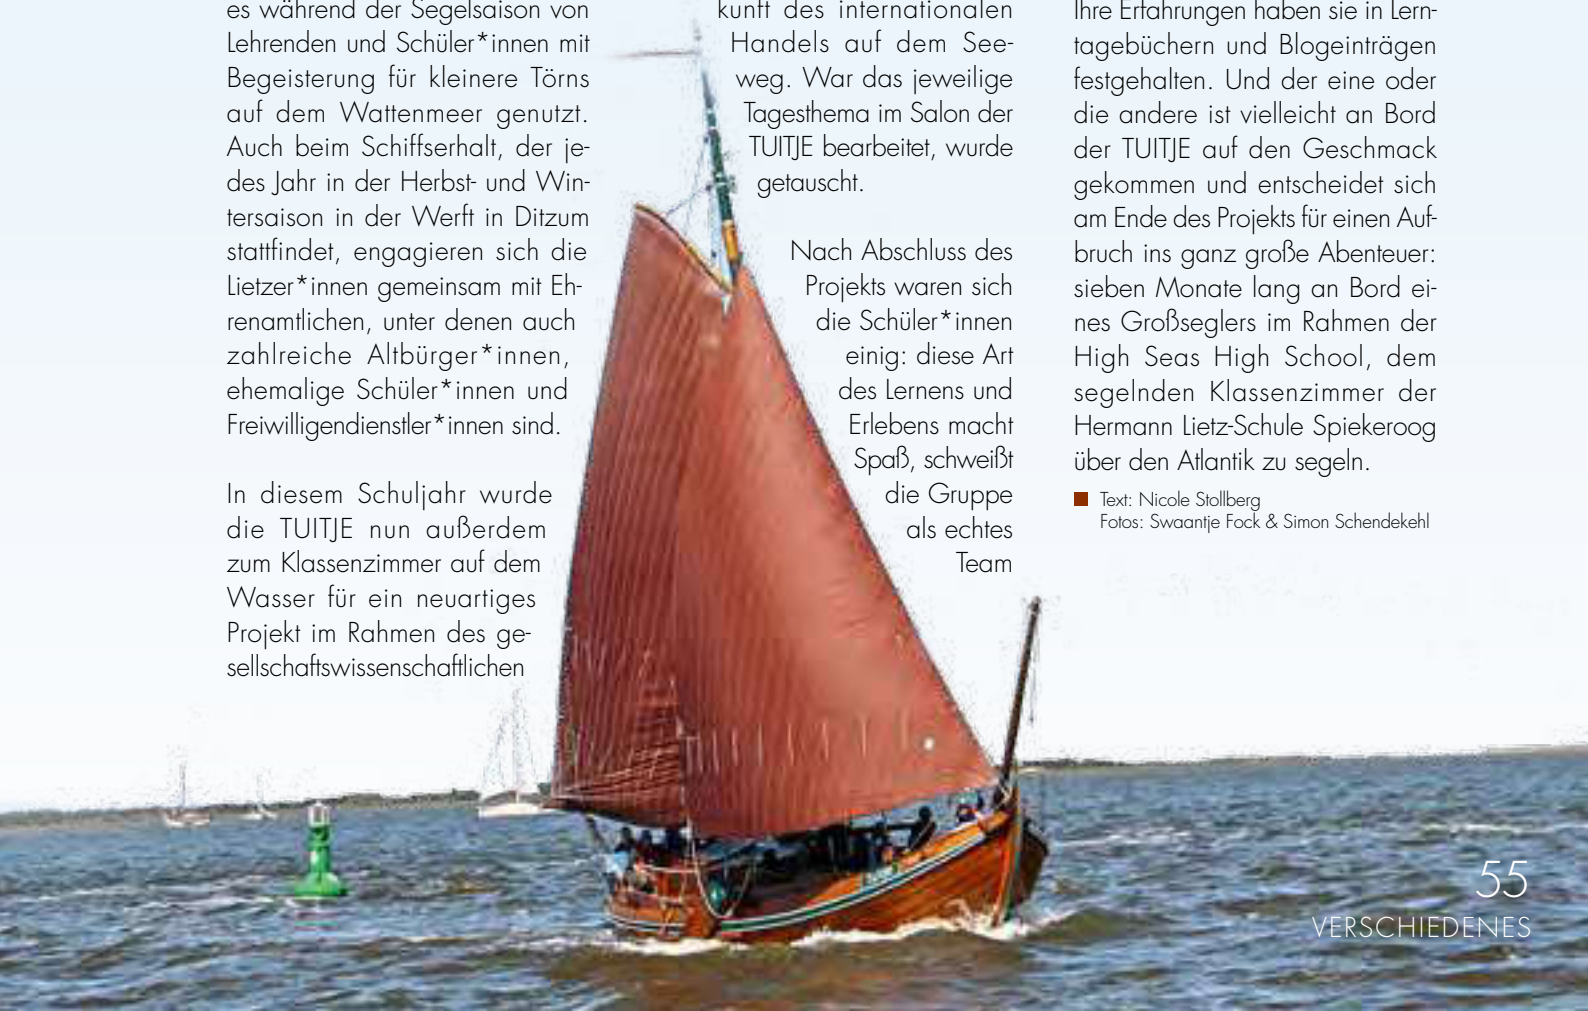 es während der Segelsaison von
Lehrenden und Schüler*innen mit
Begeisterung für kleinere Törns
auf dem Wattenmeer genutzt.
Auch beim Schiffserhalt, der je-
des Jahr in der Herbst- und Win-
tersaison in der Werft in Ditzum
stattfindet, engagieren sich die
Lietzer*innen gemeinsam mit Eh-
renamtlichen, unter denen auch
zahlreiche Altbürger*innen,
ehemalige Schüler*innen und
Freiwilligendienstler*innen sind.
In diesem Schuljahr wurde
die TUITJE nun außerdem
zum Klassenzimmer auf dem
Wasser für ein neuartiges
Projekt im Rahmen des ge-
sellschaftswissenschaftlichen
kunft des internationalen
Handels auf dem See-
weg. War das jeweilige
Tagesthema im Salon der
TUITJE bearbeitet, wurde
getauscht.
Nach Abschluss des
Projekts waren sich
die Schüler*innen
einig: diese Art
des Lernens und
Erlebens macht
Spaß, schweißt
die Gruppe
als echtes
Team
Ihre Erfahrungen haben sie in Lern-
tagebüchern und Blogeinträgen
festgehalten. Und der eine oder
die andere ist vielleicht an Bord
der TUITJE auf den Geschmack
gekommen und entscheidet sich
am Ende des Projekts für einen Auf-
bruch ins ganz große Abenteuer:
sieben Monate lang an Bord ei-
nes Großseglers im Rahmen der
High Seas High School, dem
segelnden Klassenzimmer der
Hermann Lietz-Schule Spiekeroog
über den Atlantik zu segeln.
Text: Nicole Stollberg
Fotos: Swaantje Fock & Simon Schendekehl
55
VERSCHIEDENES